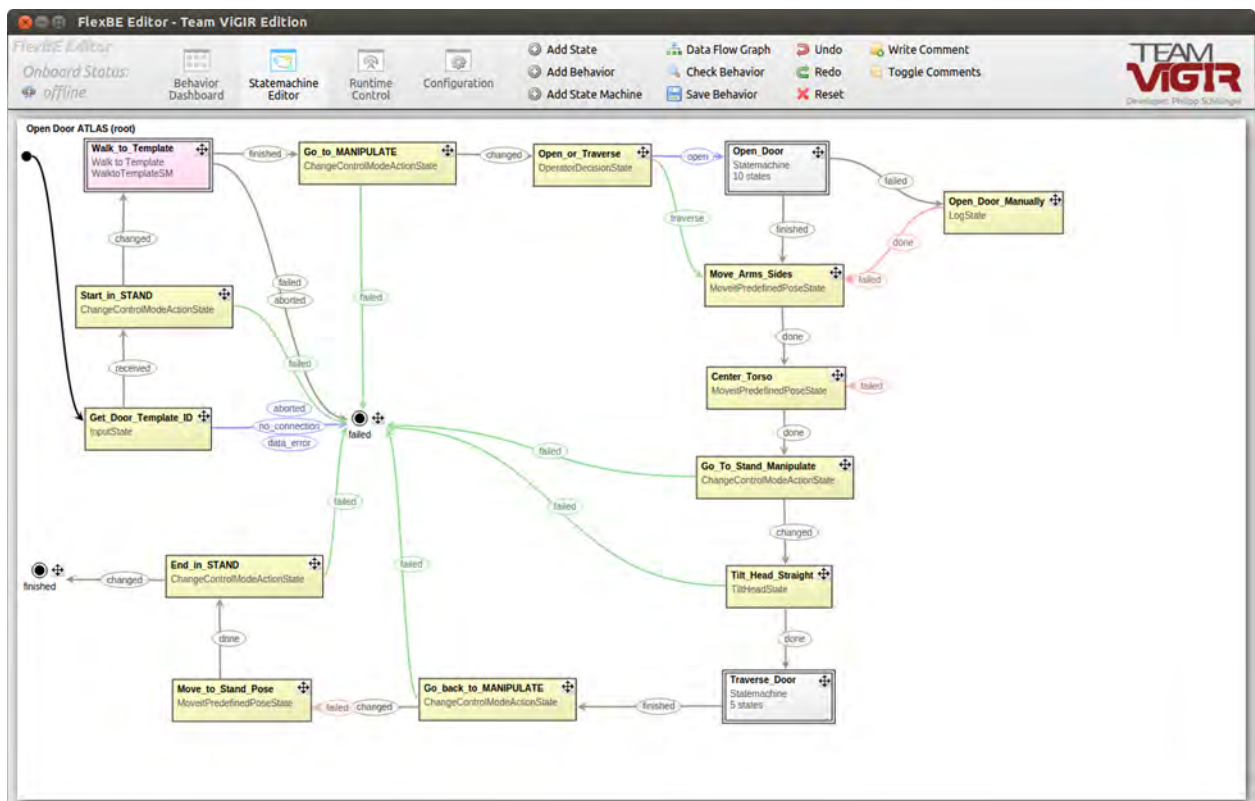 FlexBE Editor - Team ViGIR Edition
FlexBE Editor
Onboard Status:
offline
Behavior
Dashboard
Statemachine
Editor
Runtime
Control
Configuration
Add State
Add Behavior
Add State Machine
Data Flow Graph
Check Behavior
Save Behavior
Undo
Redo
Reset
Write Comment
Toggle Comments
TEAM
ViGIR
Developer: Philipp Schillinger
Open Door ATLAS (root)
Walk_to_Template
Walk to Template
WalktoTemplateSM
finished
Go_to_MANIPULATE
ChangeControlModeActionState
changed
Open_or_Traverse
OperatorDecisionState
open
Open_Door
Statemachine
10 states
failed
Open_Door_Manually
LogState
traverse
finished
done
failed
changed
Start_in_STAND
ChangeControlModeActionState
failed
aborted
failed
Move_Arms_Sides
MoveitPredefinedPoseState
done
received
failed
Center_Torso
MoveitPredefinedPoseState
failed
Get_Door_Template_ID
InputState
aborted
no_connection
data_error
failed
done
failed
Go_To_Stand_Manipulate
ChangeControlModeActionState
failed
failed
changed
finished
changed
End_in_STAND
ChangeControlModeActionState
failed
Tilt_Head_Straight
TiltHeadState
done
done
Move_to_Stand_Pose
MoveitPredefinedPoseState
failed
changed
Go_back_to_MANIPULATE
ChangeControlModeActionState
finished
Traverse_Door
Statemachine
5 states